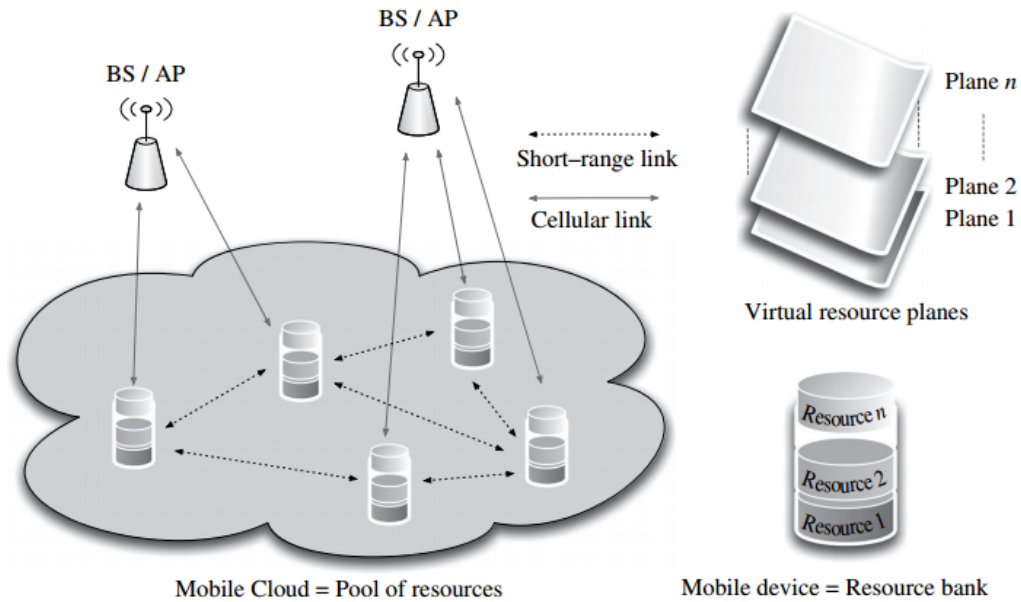 BS / AP
BS / AP
Short–range link
Cellular link
Mobile Cloud = Pool of resources
Plane n
Plane 2
Plane 1
Virtual resource planes
Resource n
Resource 2
Resource 1
Mobile device = Resource bank